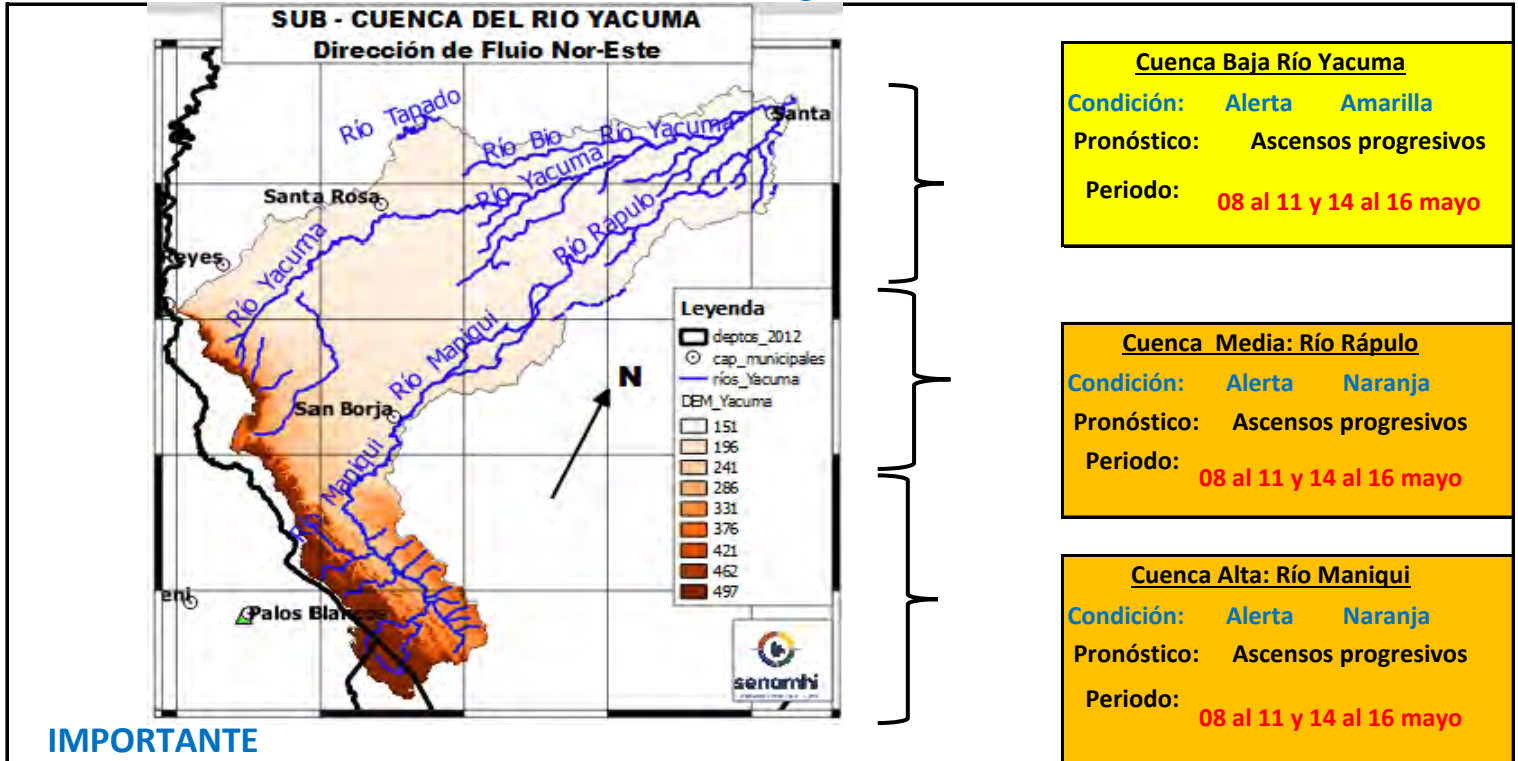 SUB - CUENCA DEL RIO YACUMA
Dirección de Fluio Nor-Este
Río Tapado
Río Bio
Río Yacuma
Santa
Río Yacuma
Santa Rosa
Río Rápulo
Reyes
Río Yacuma
Río Maniqui
San Borja
Río Maniqui
eni
Palos Blancos
N
Leyenda
deptos_2012
cap_municipales
ríos_Yacuma
DEM_Yacuma
151
196
241
286
331
376
421
462
497
senamhi
Cuenca Baja Río Yacuma
Condición: Alerta Amarilla
Pronóstico: Ascensos progresivos
Periodo: 08 al 11 y 14 al 16 mayo
Cuenca Media: Río Rápulo
Condición: Alerta Naranja
Pronóstico: Ascensos progresivos
Periodo: 08 al 11 y 14 al 16 mayo
Cuenca Alta: Río Maniqui
Condición: Alerta Naranja
Pronóstico: Ascensos progresivos
Periodo: 08 al 11 y 14 al 16 mayo
IMPORTANTE